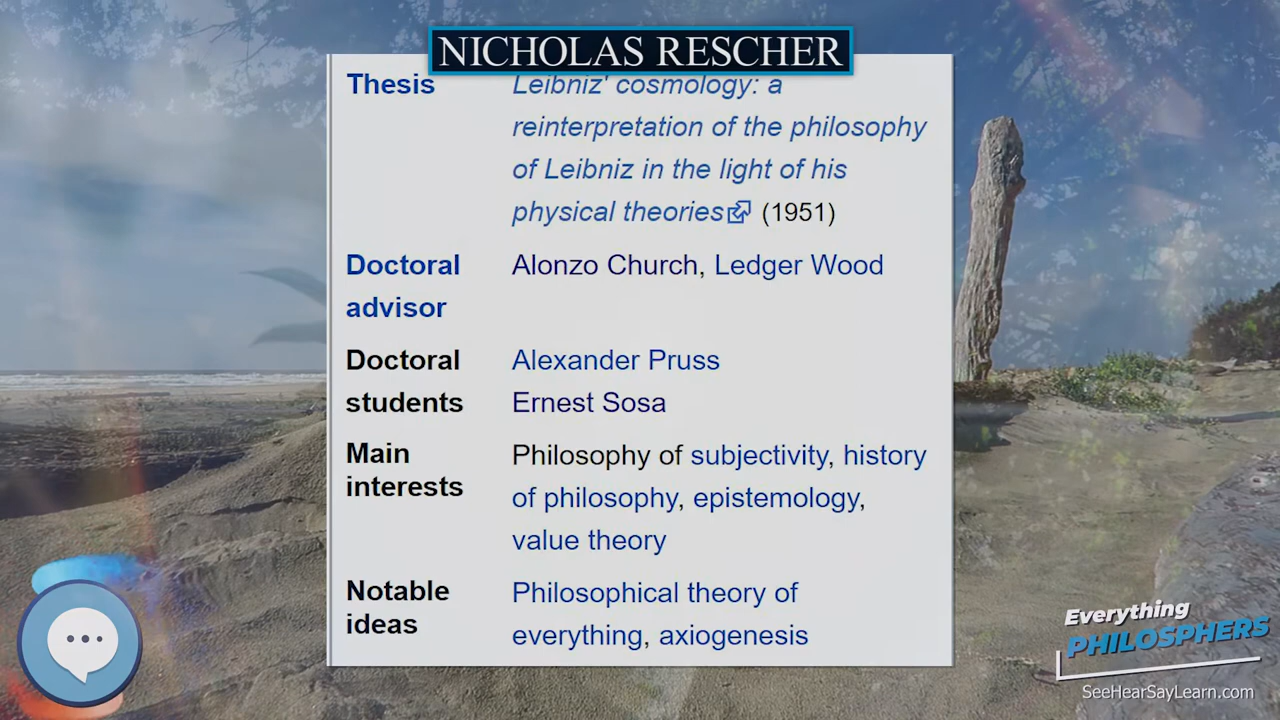 NICHOLAS RESCHER
Thesis
Leibniz' cosmology: a
reinterpretation of the philosophy
of Leibniz in the light of his
physical theories (1951)
Doctoral
advisor
Alonzo Church, Ledger Wood
Doctoral
students
Alexander Pruss
Ernest Sosa
Main
interests
Philosophy of subjectivity, history
of philosophy, epistemology,
value theory
Notable
ideas
Philosophical theory of
everything, axiogenesis
Everything
PHILOSPHERS
SeeHearSayLearn.com